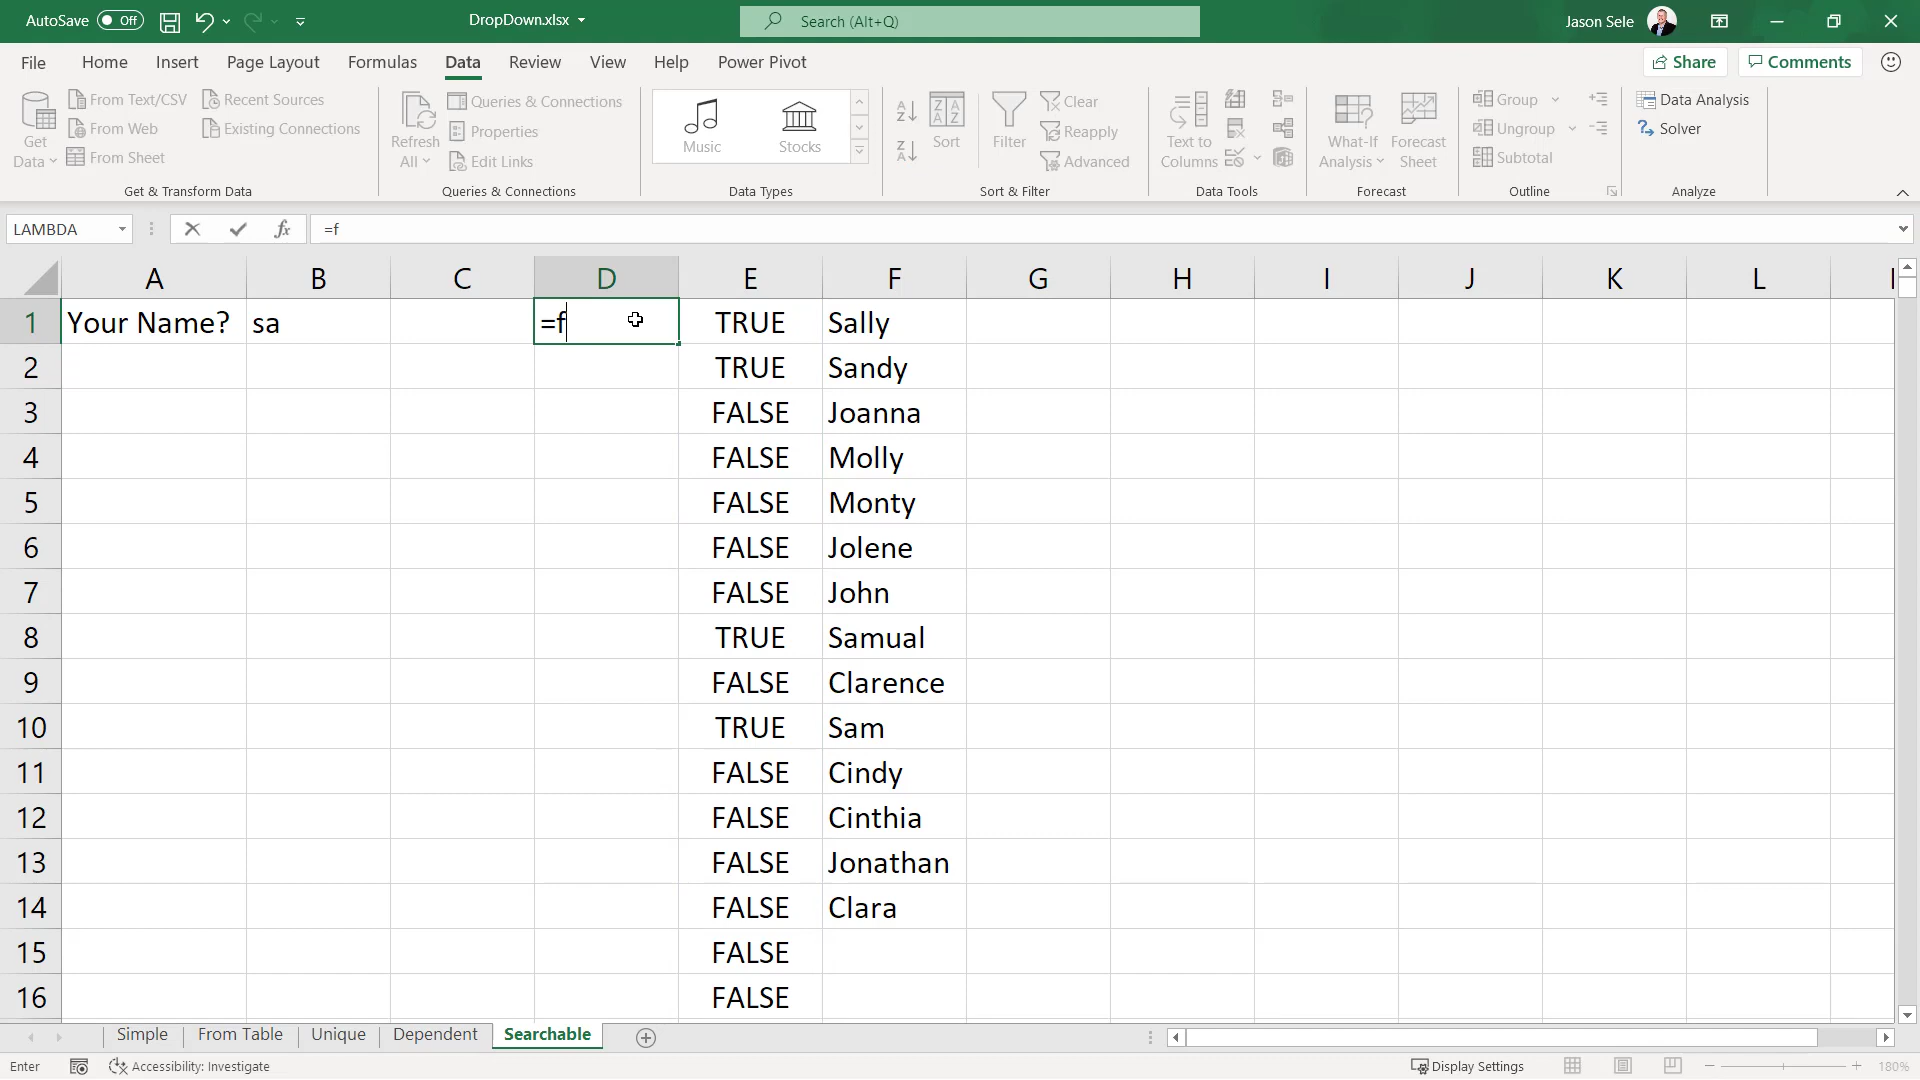 AutoSave Off DropDown.xlsx Search (Alt+Q) Jason Sele
File Home Insert Page Layout Formulas Data Review View Help Power Pivot Share Comments
Get Data
From Text/CSV
From Web
From Sheet
Recent Sources
Existing Connections
Get & Transform Data
Refresh All
Queries & Connections
Properties
Edit Links
Queries & Connections
Music
Stocks
Data Types
Sort
Filter
Clear
Reapply
Advanced
Sort & Filter
Text to Columns
Data Tools
What-If Analysis
Forecast Sheet
Forecast
Group
Ungroup
Subtotal
Outline
Data Analysis
Solver
Analyze
LAMBDA fx =f
A B C D E F G H I J K L
1 Your Name? sa =f TRUE Sally
2 TRUE Sandy
3 FALSE Joanna
4 FALSE Molly
5 FALSE Monty
6 FALSE Jolene
7 FALSE John
8 TRUE Samual
9 FALSE Clarence
10 TRUE Sam
11 FALSE Cindy
12 FALSE Cinthia
13 FALSE Jonathan
14 FALSE Clara
15 FALSE
16 FALSE
Simple From Table Unique Dependent Searchable
Enter Accessibility: Investigate Display Settings 180%